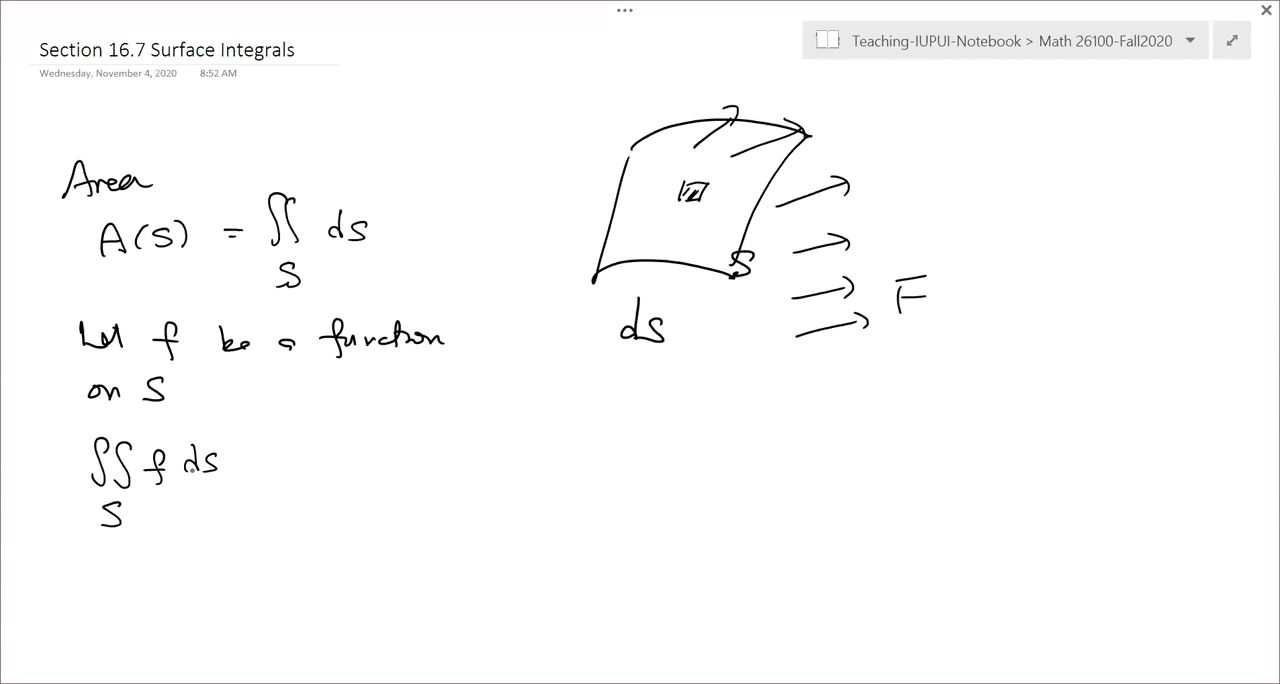 Section 16.7 Surface Integrals
Wednesday, November 4, 2020 8:52 AM
Teaching-IUPUI-Notebook > Math 26100-Fall2020
Area
A(S) = ∬ ds
S
Let f be a function
on S
∬ f ds
S
S
ds
F